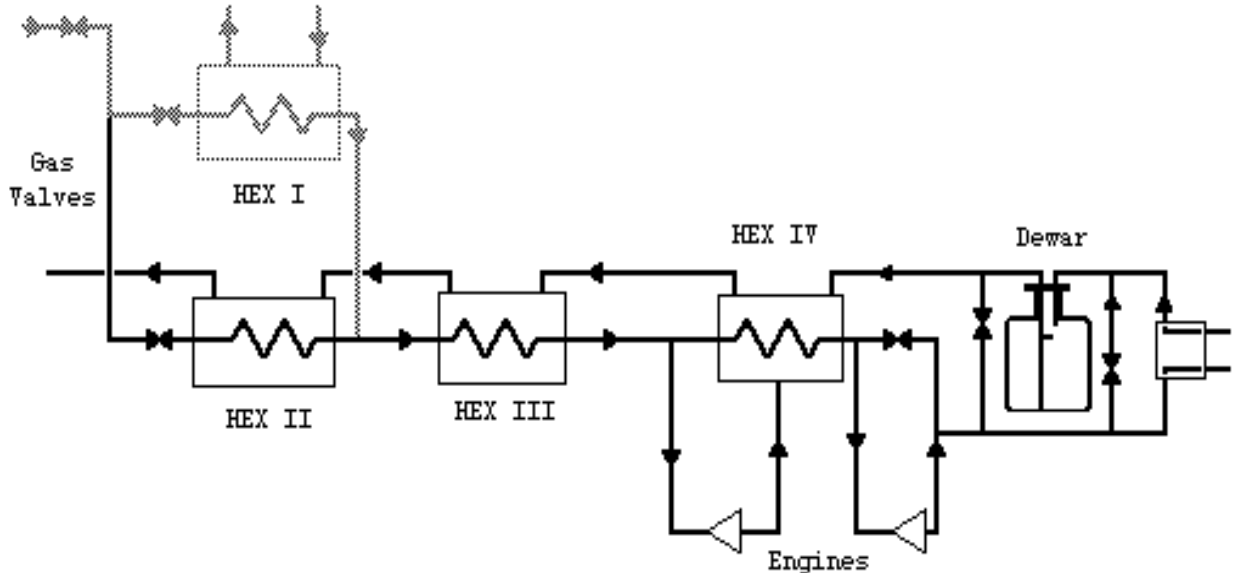 HEX I
Gas
Valves
HEX IV
Dewar
HEX II
HEX III
Engines